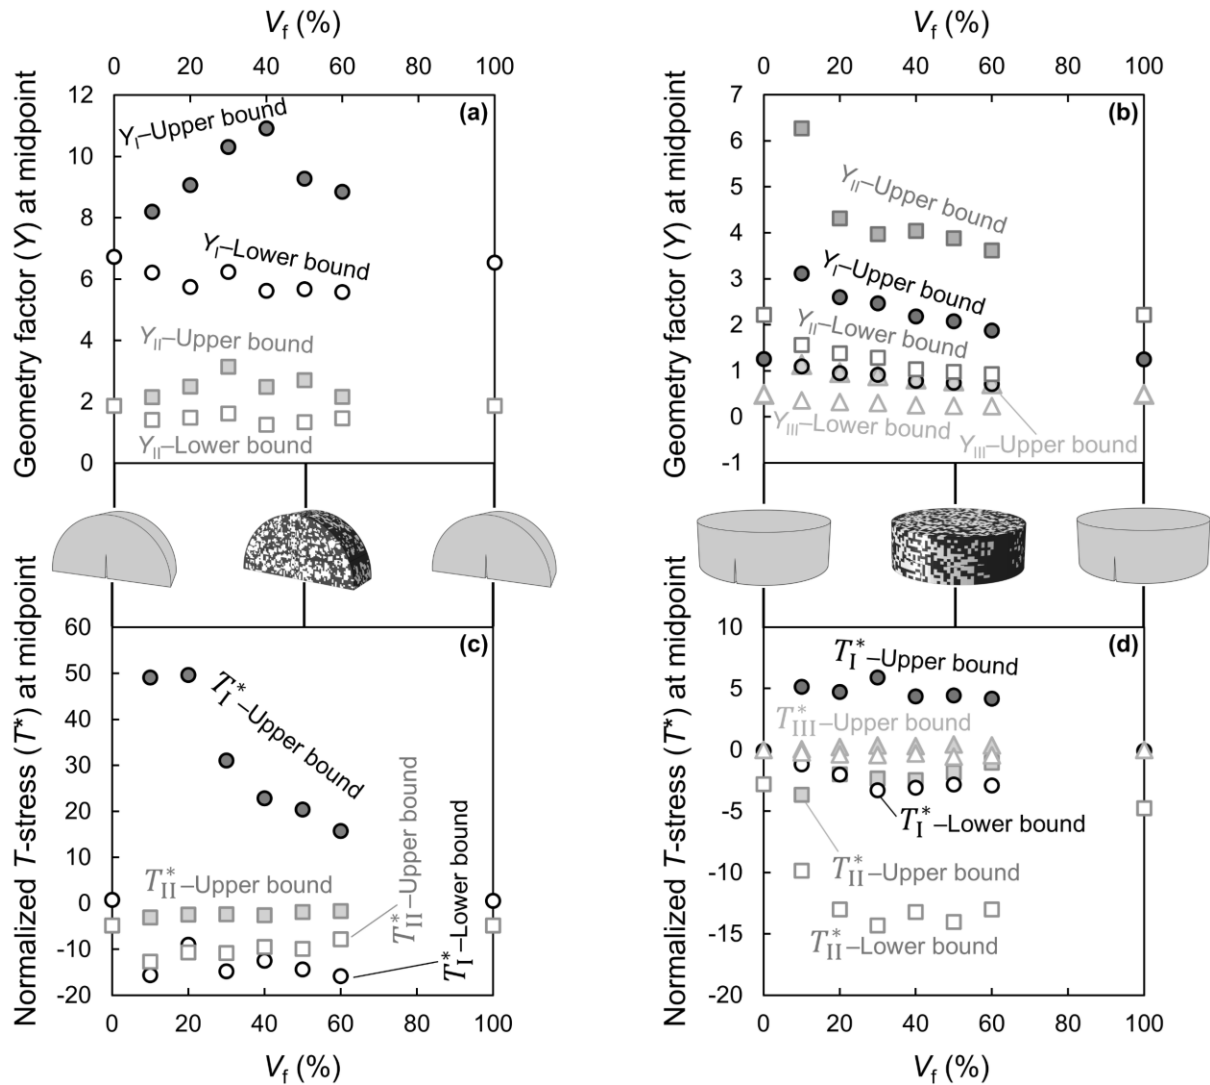 V_f (%)
0 20 40 60 80 100
Geometry factor (Y) at midpoint
12
10
8
6
4
2
0
(a)
Y_I–Upper bound
Y_I–Lower bound
Y_II–Upper bound
Y_II–Lower bound
V_f (%)
0 20 40 60 80 100
Geometry factor (Y) at midpoint
7
6
5
4
3
2
1
0
-1
(b)
Y_II–Upper bound
Y_I–Upper bound
Y_II–Lower bound
Y_III–Lower bound
Y_III–Upper bound
Normalized T-stress (T*) at midpoint
60
50
40
30
20
10
0
-10
-20
(c)
T_I^*–Upper bound
T_II^*–Upper bound
T_II^*–Upper bound
T_I^*–Lower bound
0 20 40 60 80 100
V_f (%)
Normalized T-stress (T*) at midpoint
10
5
0
-5
-10
-15
-20
(d)
T_I^*–Upper bound
T_III^*–Upper bound
T_I^*–Lower bound
T_II^*–Upper bound
T_II^*–Lower bound
0 20 40 60 80 100
V_f (%)